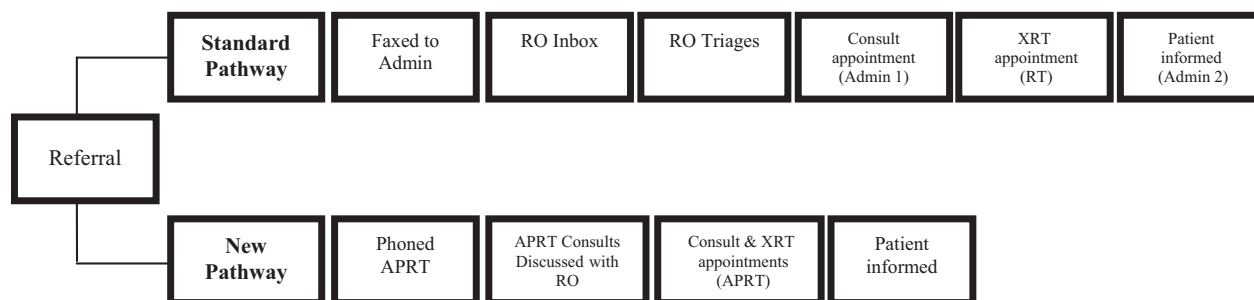 Standard
Pathway
Faxed to
Admin
RO Inbox
RO Triages
Consult
appointment
(Admin 1)
XRT
appointment
(RT)
Patient
informed
(Admin 2)
Referral
New
Pathway
Phoned
APRT
APRT Consults
Discussed with
RO
Consult & XRT
appointments
(APRT)
Patient
informed